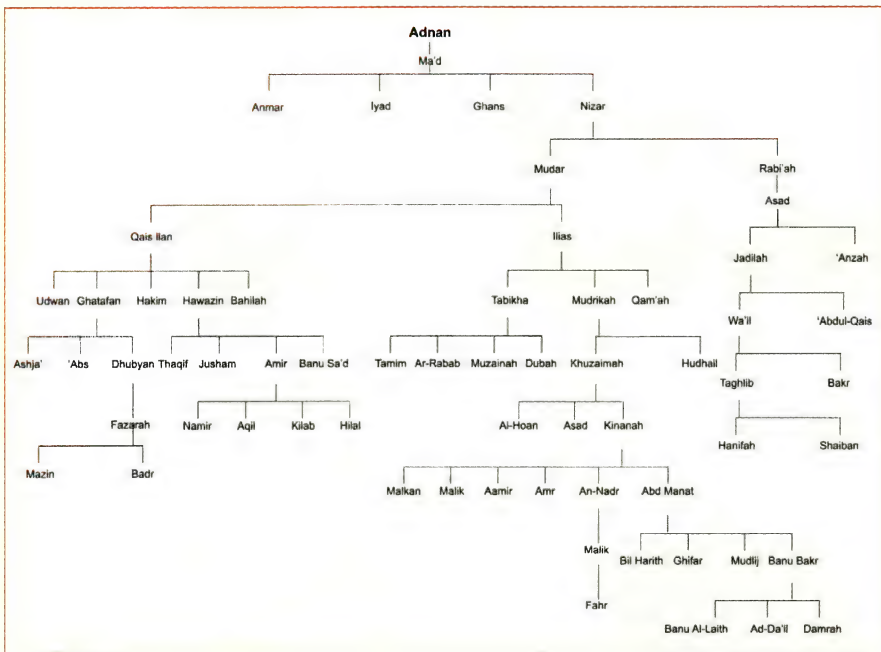 Adnan
Ma'd
Anmar Iyad Ghans Nizar
Mudar Rabi'ah
Asad
Qais Ilan Ilias
Jadilah 'Anzah
Udwan Ghatafan Hakim Hawazin Bahilah Tabikha Mudrikah Qam'ah
Wa'il 'Abdul-Qais
Ashja' 'Abs Dhubyan Thaqif Jusham Amir Banu Sa'd Tamim Ar-Rabab Muzainah Dubah Khuzaimah Hudhail
Taghlib Bakr
Fazarah Namir Aqil Kilab Hilal Al-Hoan Asad Kinanah
Hanifah Shaiban
Mazin Badr
Malkan Malik Aamir Amr An-Nadr Abd Manat
Malik
Bil Harith Ghifar Mudlij Banu Bakr
Fahr
Banu Al-Laith Ad-Da'il Damrah